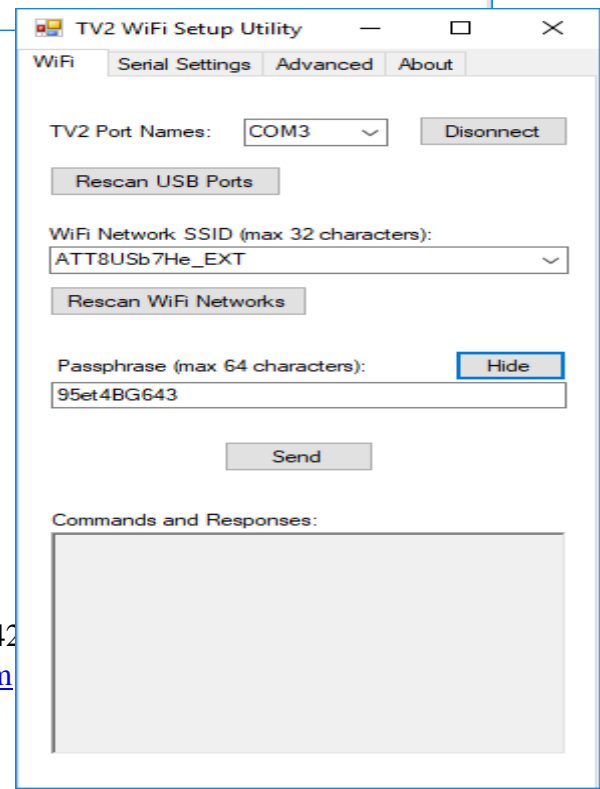 TV2 WiFi Setup Utility
WiFi Serial Settings Advanced About
TV2 Port Names: COM3 Disonnect
Rescan USB Ports
WiFi Network SSID (max 32 characters):
ATT8USb7He_EXT
Rescan WiFi Networks
Passphrase (max 64 characters): Hide
95et4BG643
Send
Commands and Responses:
42
m